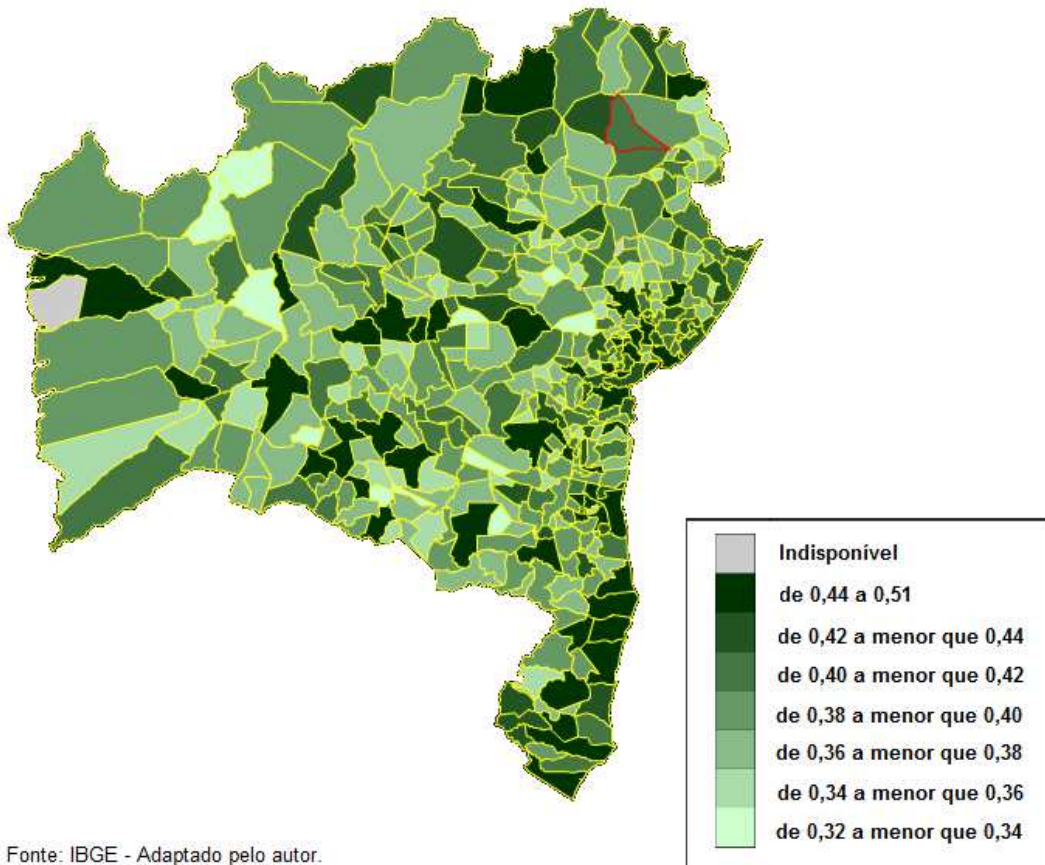 Indisponível
de 0,44 a 0,51
de 0,42 a menor que 0,44
de 0,40 a menor que 0,42
de 0,38 a menor que 0,40
de 0,36 a menor que 0,38
de 0,34 a menor que 0,36
de 0,32 a menor que 0,34
Fonte: IBGE - Adaptado pelo autor.